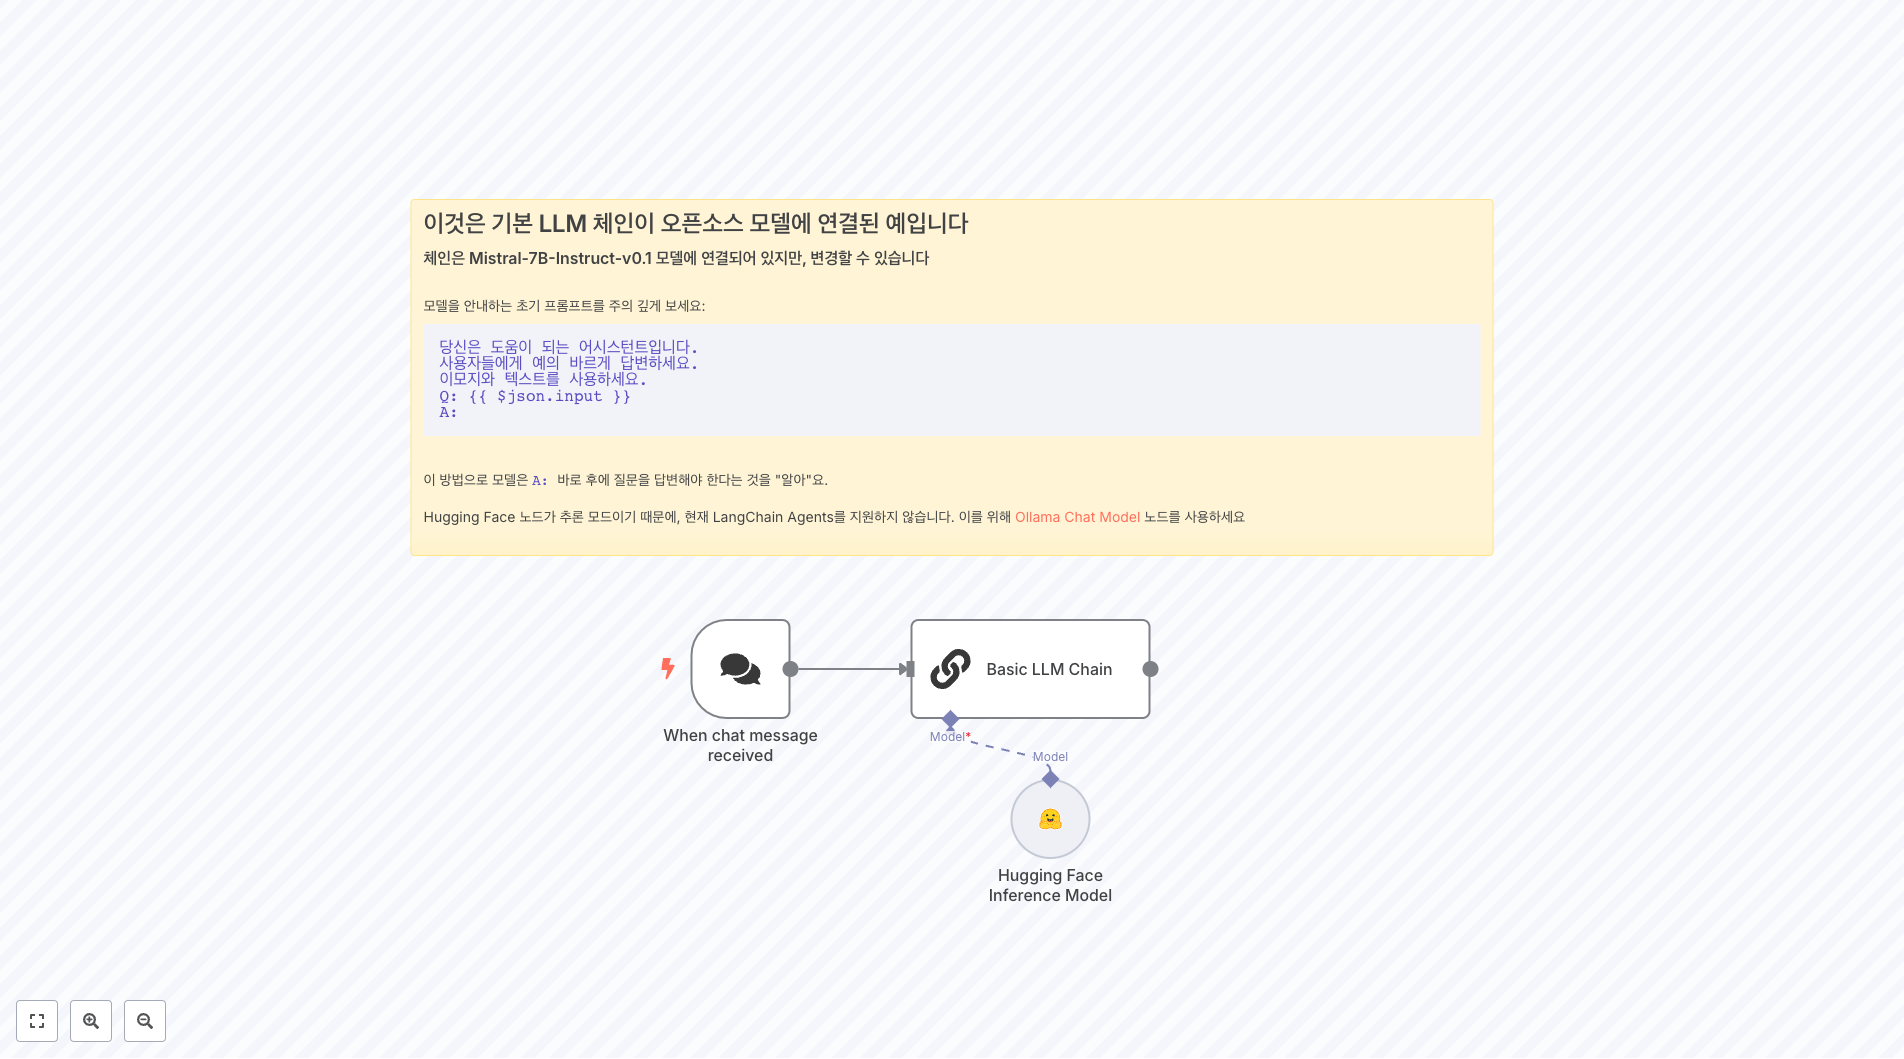 이것은 기본 LLM 체인이 오픈소스 모델에 연결된 예입니다
체인은 Mistral-7B-Instruct-v0.1 모델에 연결되어 있지만, 변경할 수 있습니다
모델을 안내하는 초기 프롬프트를 주의 깊게 보세요:
당신은 도움이 되는 어시스턴트입니다.
사용자들에게 예의 바르게 답변하세요.
이모지와 텍스트를 사용하세요.
Q: {{ $json.input }}
A:
이 방법으로 모델은 A: 바로 후에 질문을 답변해야 한다는 것을 "알아"요.
Hugging Face 노드가 추론 모드이기 때문에, 현재 LangChain Agents를 지원하지 않습니다. 이를 위해 Ollama Chat Model 노드를 사용하세요
Basic LLM Chain
When chat message
received
Model*
Model
Hugging Face
Inference Model